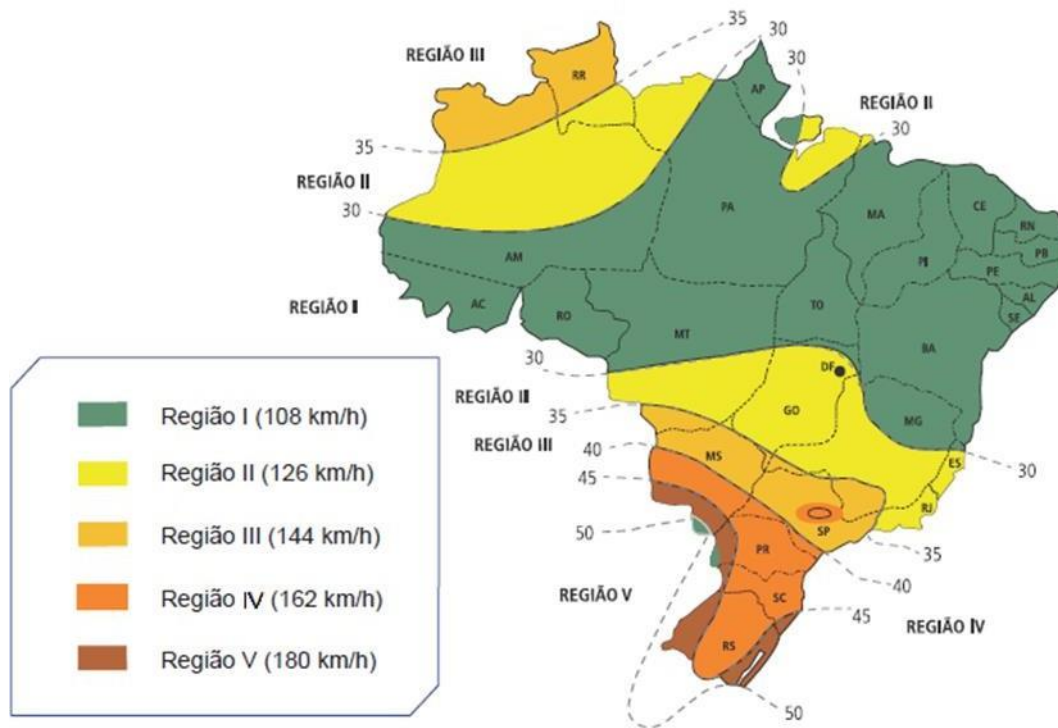 35
30
30
REGIÃO III
RR
AP
REGIÃO II
30
35
REGIÃO II
30
PA
MA
CE
RN
PB
PI
PE
AL
SE
AM
AC
REGIÃO I
RO
MT
TO
BA
30
DF
REGIÃO II
GO
MG
35
REGIÃO III
40
MS
ES
30
45
RJ
SP
35
50
PR
40
REGIÃO V
SC
45
REGIÃO IV
RS
50
Região I (108 km/h)
Região II (126 km/h)
Região III (144 km/h)
Região IV (162 km/h)
Região V (180 km/h)